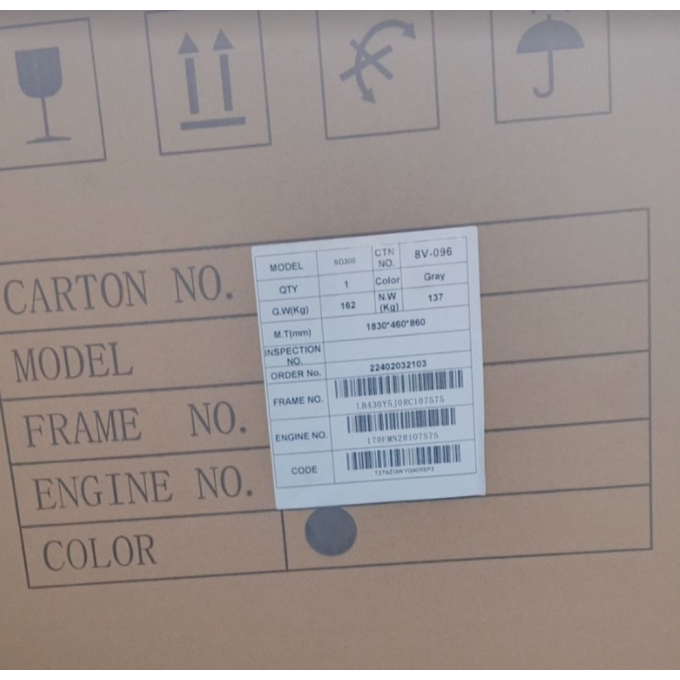 MODEL SD300 CTN NO. 8V-096
QTY 1 Color Gray
G.W(Kg) 162 N.W (Kg) 137
M.T(mm) 1830*460*860
INSPECTION NO.
ORDER No. 22402032103
FRAME NO.
ENGINE NO.
CODE
CARTON NO.
MODEL
FRAME NO.
ENGINE NO.
COLOR